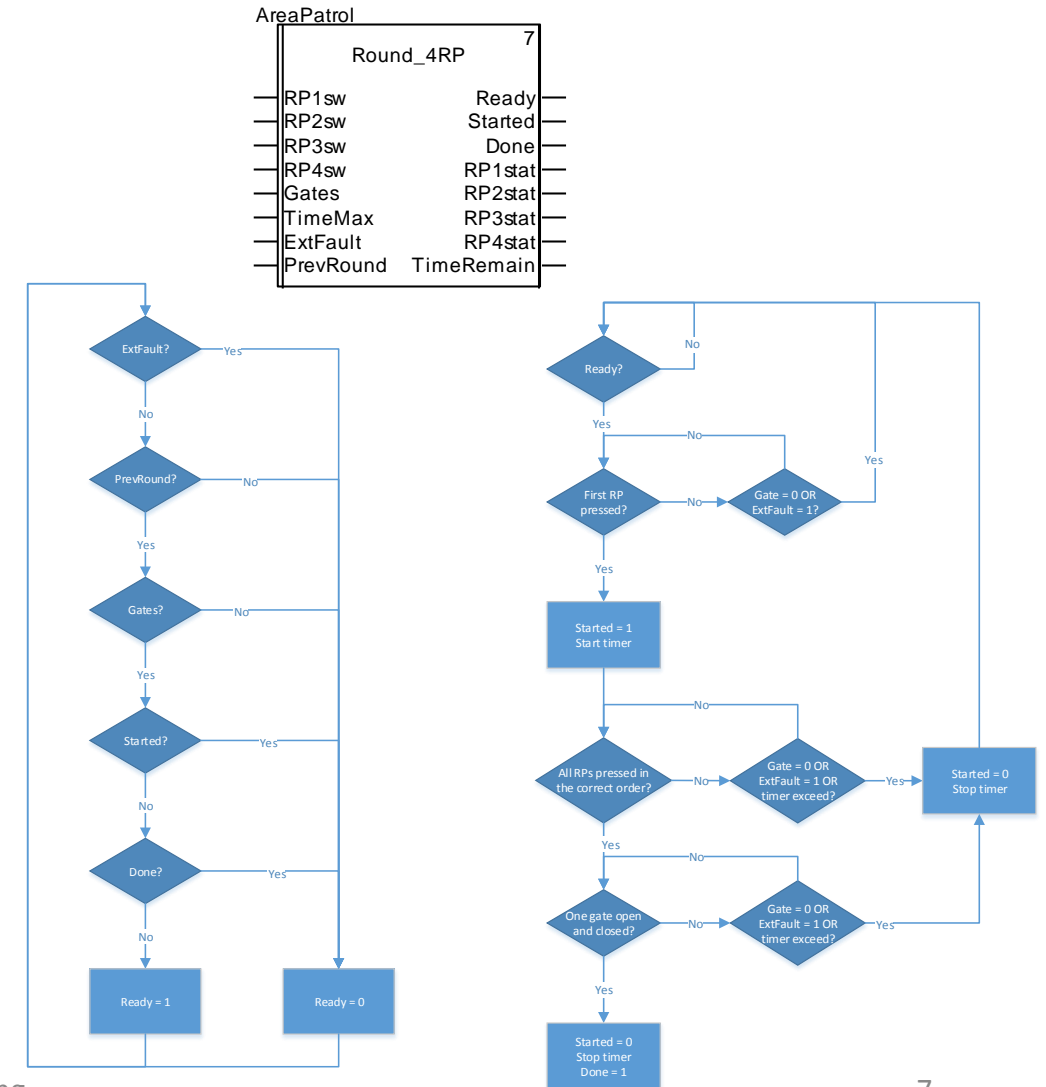 AreaPatrol
7
Round_4RP
RP1sw Ready
RP2sw Started
RP3sw Done
RP4sw RP1stat
Gates RP2stat
TimeMax RP3stat
ExtFault RP4stat
PrevRound TimeRemain
ExtFault?
Yes
No
PrevRound?
No
Yes
Gates?
No
Yes
Started?
Yes
No
Done?
Yes
No
Ready = 1
Ready = 0
No
Ready?
Yes
No
Yes
First RP
pressed?
No
Gate = 0 OR
ExtFault = 1?
Yes
Started = 1
Start timer
No
All RPs pressed in
the correct order?
No
Gate = 0 OR
ExtFault = 1 OR
timer exceed?
Yes
Started = 0
Stop timer
Yes
No
One gate open
and closed?
No
Gate = 0 OR
ExtFault = 1 OR
timer exceed?
Yes
Yes
Started = 0
Stop timer
Done = 1